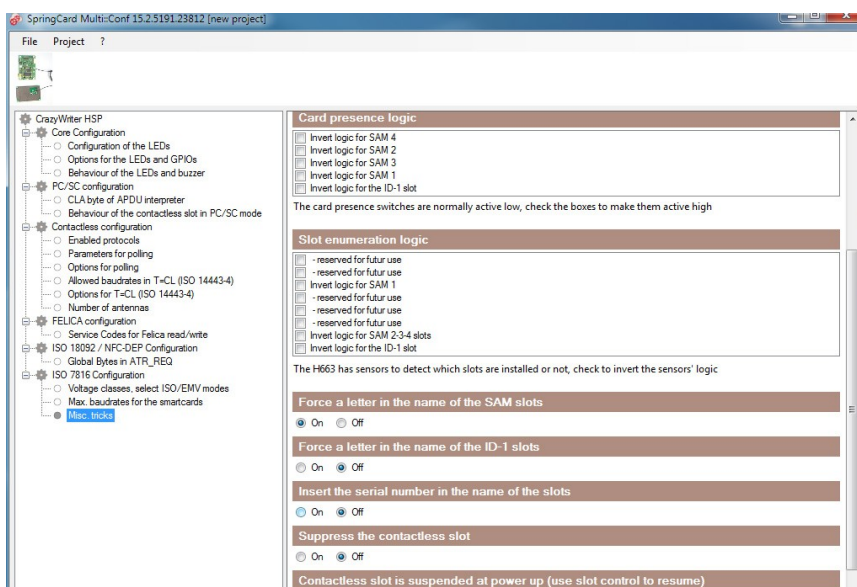 SpringCard Multi::Conf 15.2.5191.23812 [new project]
File Project ?
CrazyWriter HSP
Core Configuration
Configuration of the LEDs
Options for the LEDs and GPIOs
Behaviour of the LEDs and buzzer
PC/SC configuration
CLA byte of APDU interpreter
Behaviour of the contactless slot in PC/SC mode
Contactless configuration
Enabled protocols
Parameters for polling
Options for polling
Allowed baudrates in T=CL (ISO 14443-4)
Options for T=CL (ISO 14443-4)
Number of antennas
FELICA configuration
Service Codes for Felica read/write
ISO 18092 / NFC-DEP Configuration
Global Bytes in ATR_REQ
ISO 7816 Configuration
Voltage classes, select ISO/EMV modes
Max. baudrates for the smartcards
Misc. tricks
Card presence logic
Invert logic for SAM 4
Invert logic for SAM 2
Invert logic for SAM 3
Invert logic for SAM 1
Invert logic for the ID-1 slot
The card presence switches are normally active low, check the boxes to make them active high
Slot enumeration logic
- reserved for futur use
- reserved for futur use
Invert logic for SAM 1
- reserved for futur use
- reserved for futur use
- reserved for futur use
Invert logic for SAM 2-3-4 slots
Invert logic for the ID-1 slot
The H663 has sensors to detect which slots are installed or not, check to invert the sensors' logic
Force a letter in the name of the SAM slots
On Off
Force a letter in the name of the ID-1 slots
On Off
Insert the serial number in the name of the slots
On Off
Suppress the contactless slot
On Off
Contactless slot is suspended at power up (use slot control to resume)